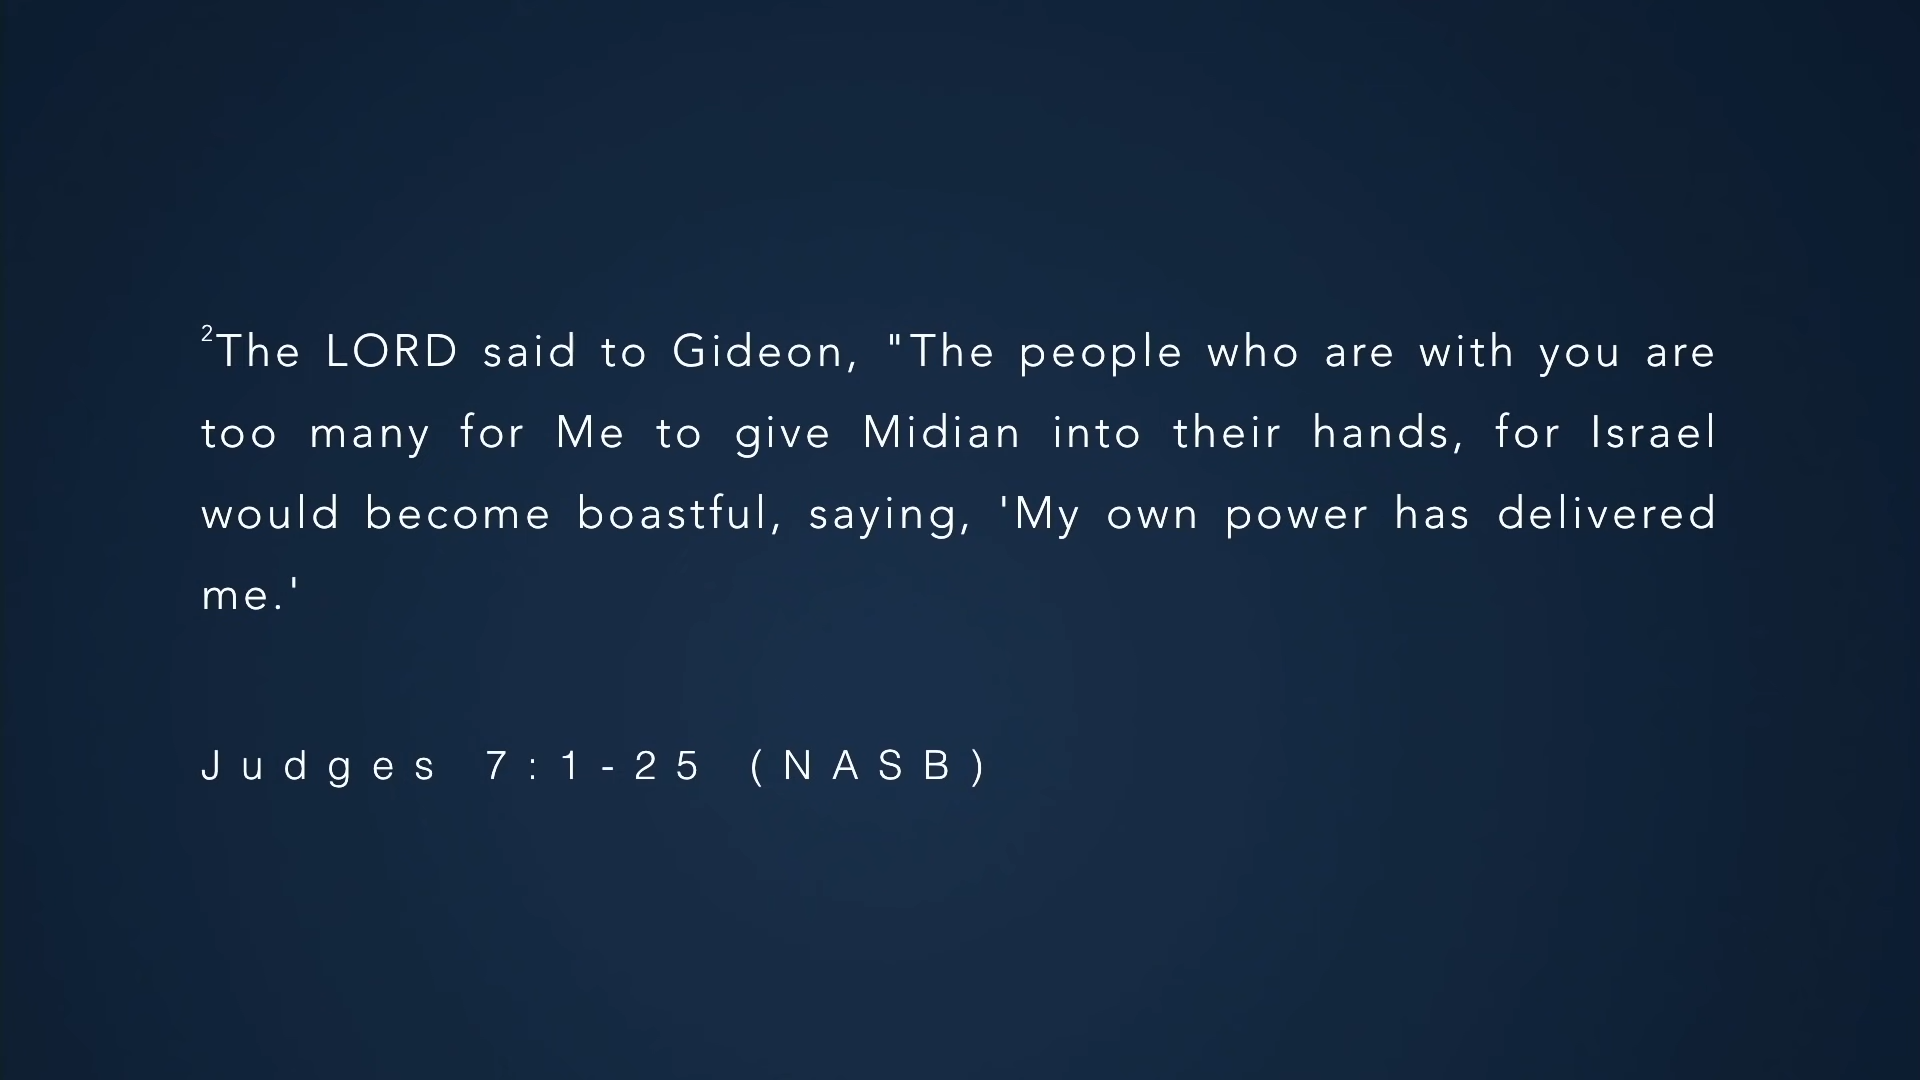 ²The LORD said to Gideon, "The people who are with you are
too many for Me to give Midian into their hands, for Israel
would become boastful, saying, 'My own power has delivered
me.'
Judges 7:1-25 (NASB)